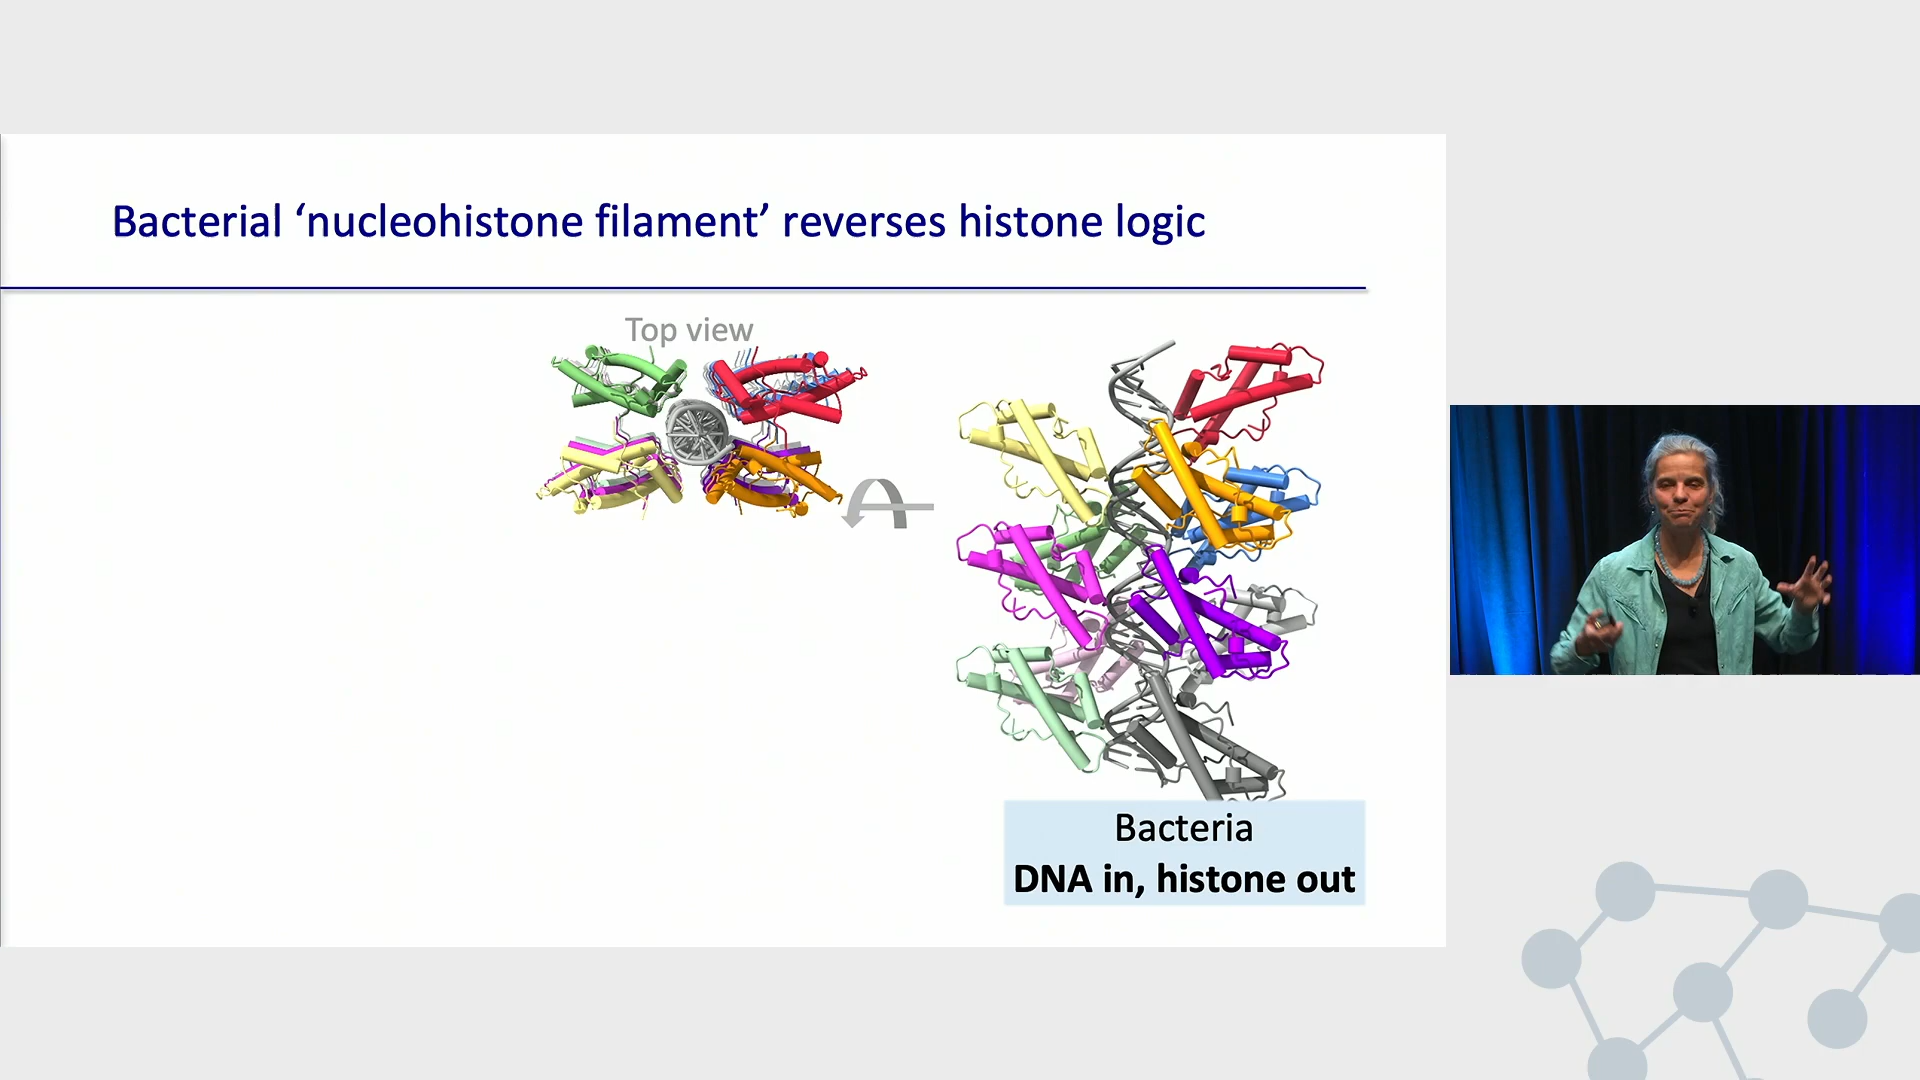 Bacterial ‘nucleohistone filament’ reverses histone logic
Top view
Bacteria
DNA in, histone out